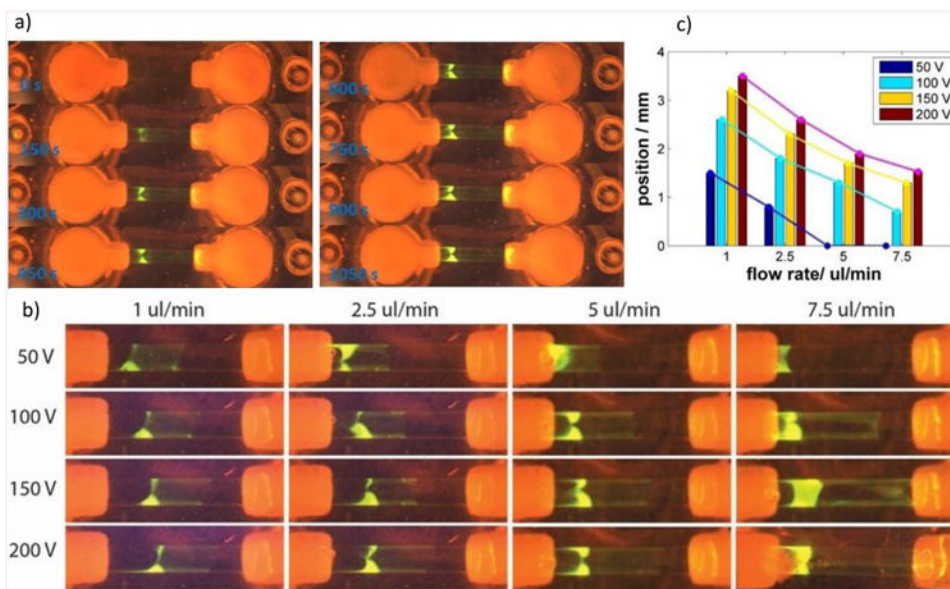 a)
0 s
150 s
300 s
450 s
600 s
750 s
900 s
1050 s
c)
4
3
2
1
0
position / mm
1 2.5 5 7.5
flow rate/ ul/min
50 V
100 V
150 V
200 V
b)
1 ul/min 2.5 ul/min 5 ul/min 7.5 ul/min
50 V
100 V
150 V
200 V